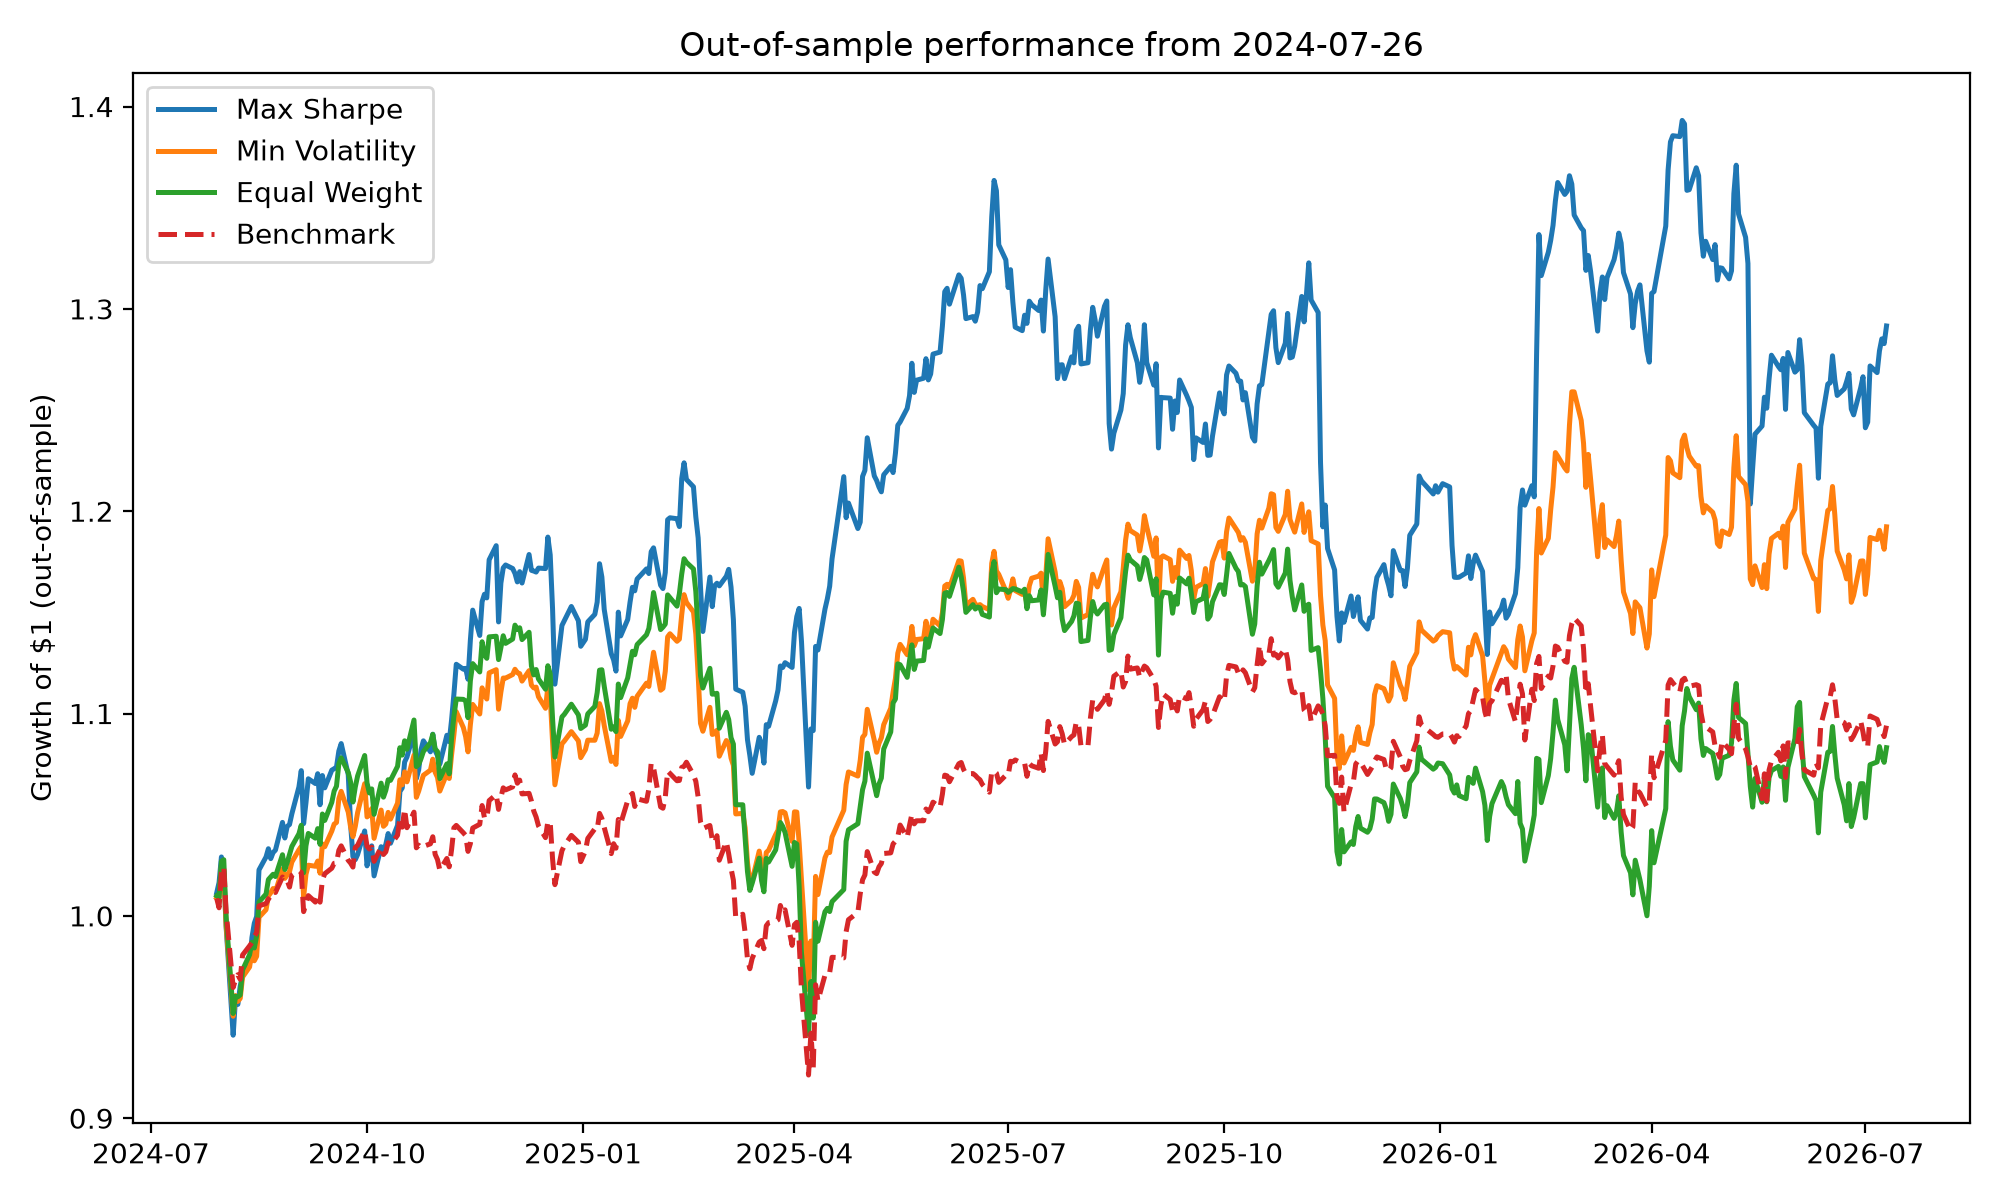 Out-of-sample performance from 2024-07-26
Max Sharpe
Min Volatility
Equal Weight
Benchmark
Growth of $1 (out-of-sample)
1.4
1.3
1.2
1.1
1.0
0.9
2024-07
2024-10
2025-01
2025-04
2025-07
2025-10
2026-01
2026-04
2026-07